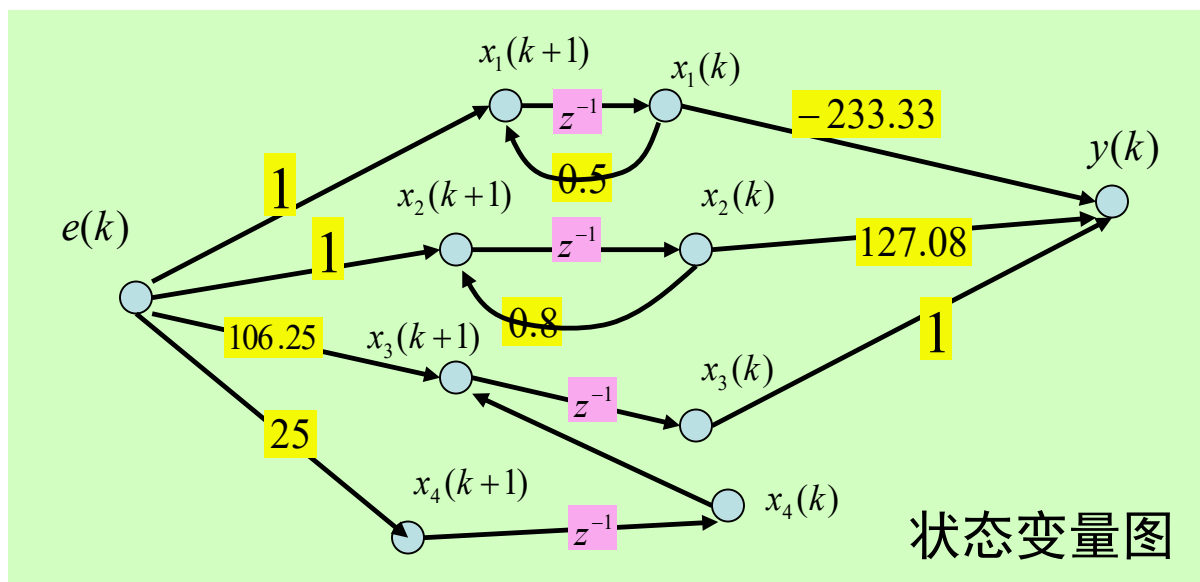 x₁(k+1)
x₁(k)
z⁻¹
−233.33
y(k)
1
0.5
x₂(k+1)
x₂(k)
e(k)
1
z⁻¹
127.08
0.8
106.25
x₃(k+1)
1
x₃(k)
z⁻¹
25
x₄(k+1)
x₄(k)
z⁻¹
状态变量图